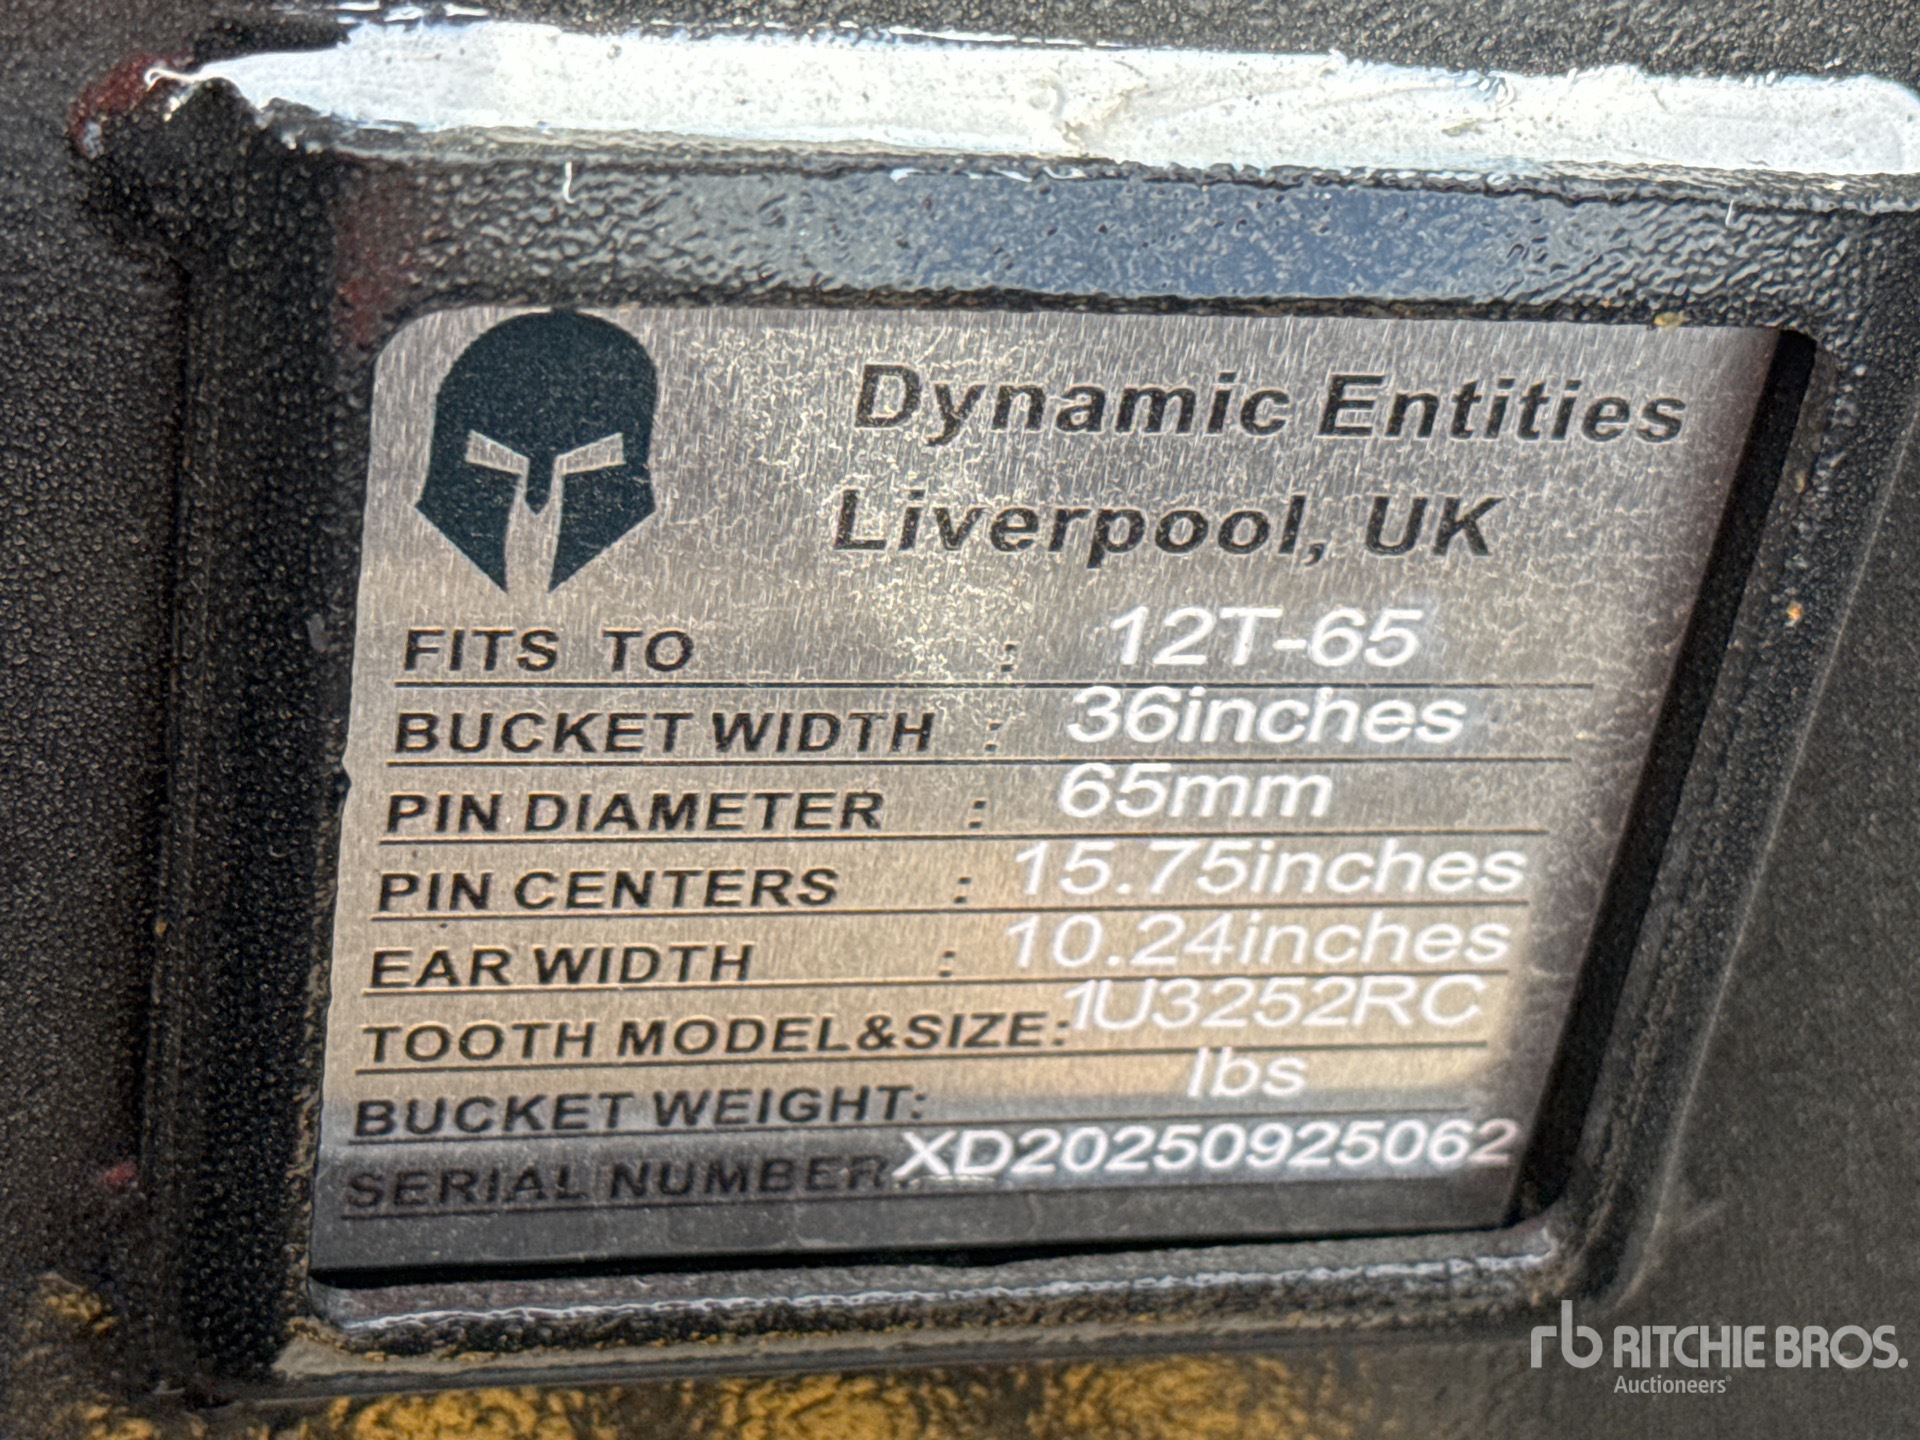 Dynamic Entities
Liverpool, UK
FITS TO : 12T-65
BUCKET WIDTH : 36inches
PIN DIAMETER : 65mm
PIN CENTERS : 15.75inches
EAR WIDTH : 10.24inches
TOOTH MODEL&SIZE: 1U3252RC
BUCKET WEIGHT: lbs
SERIAL NUMBER: XD20250925062
rb RITCHIE BROS.
Auctioneers